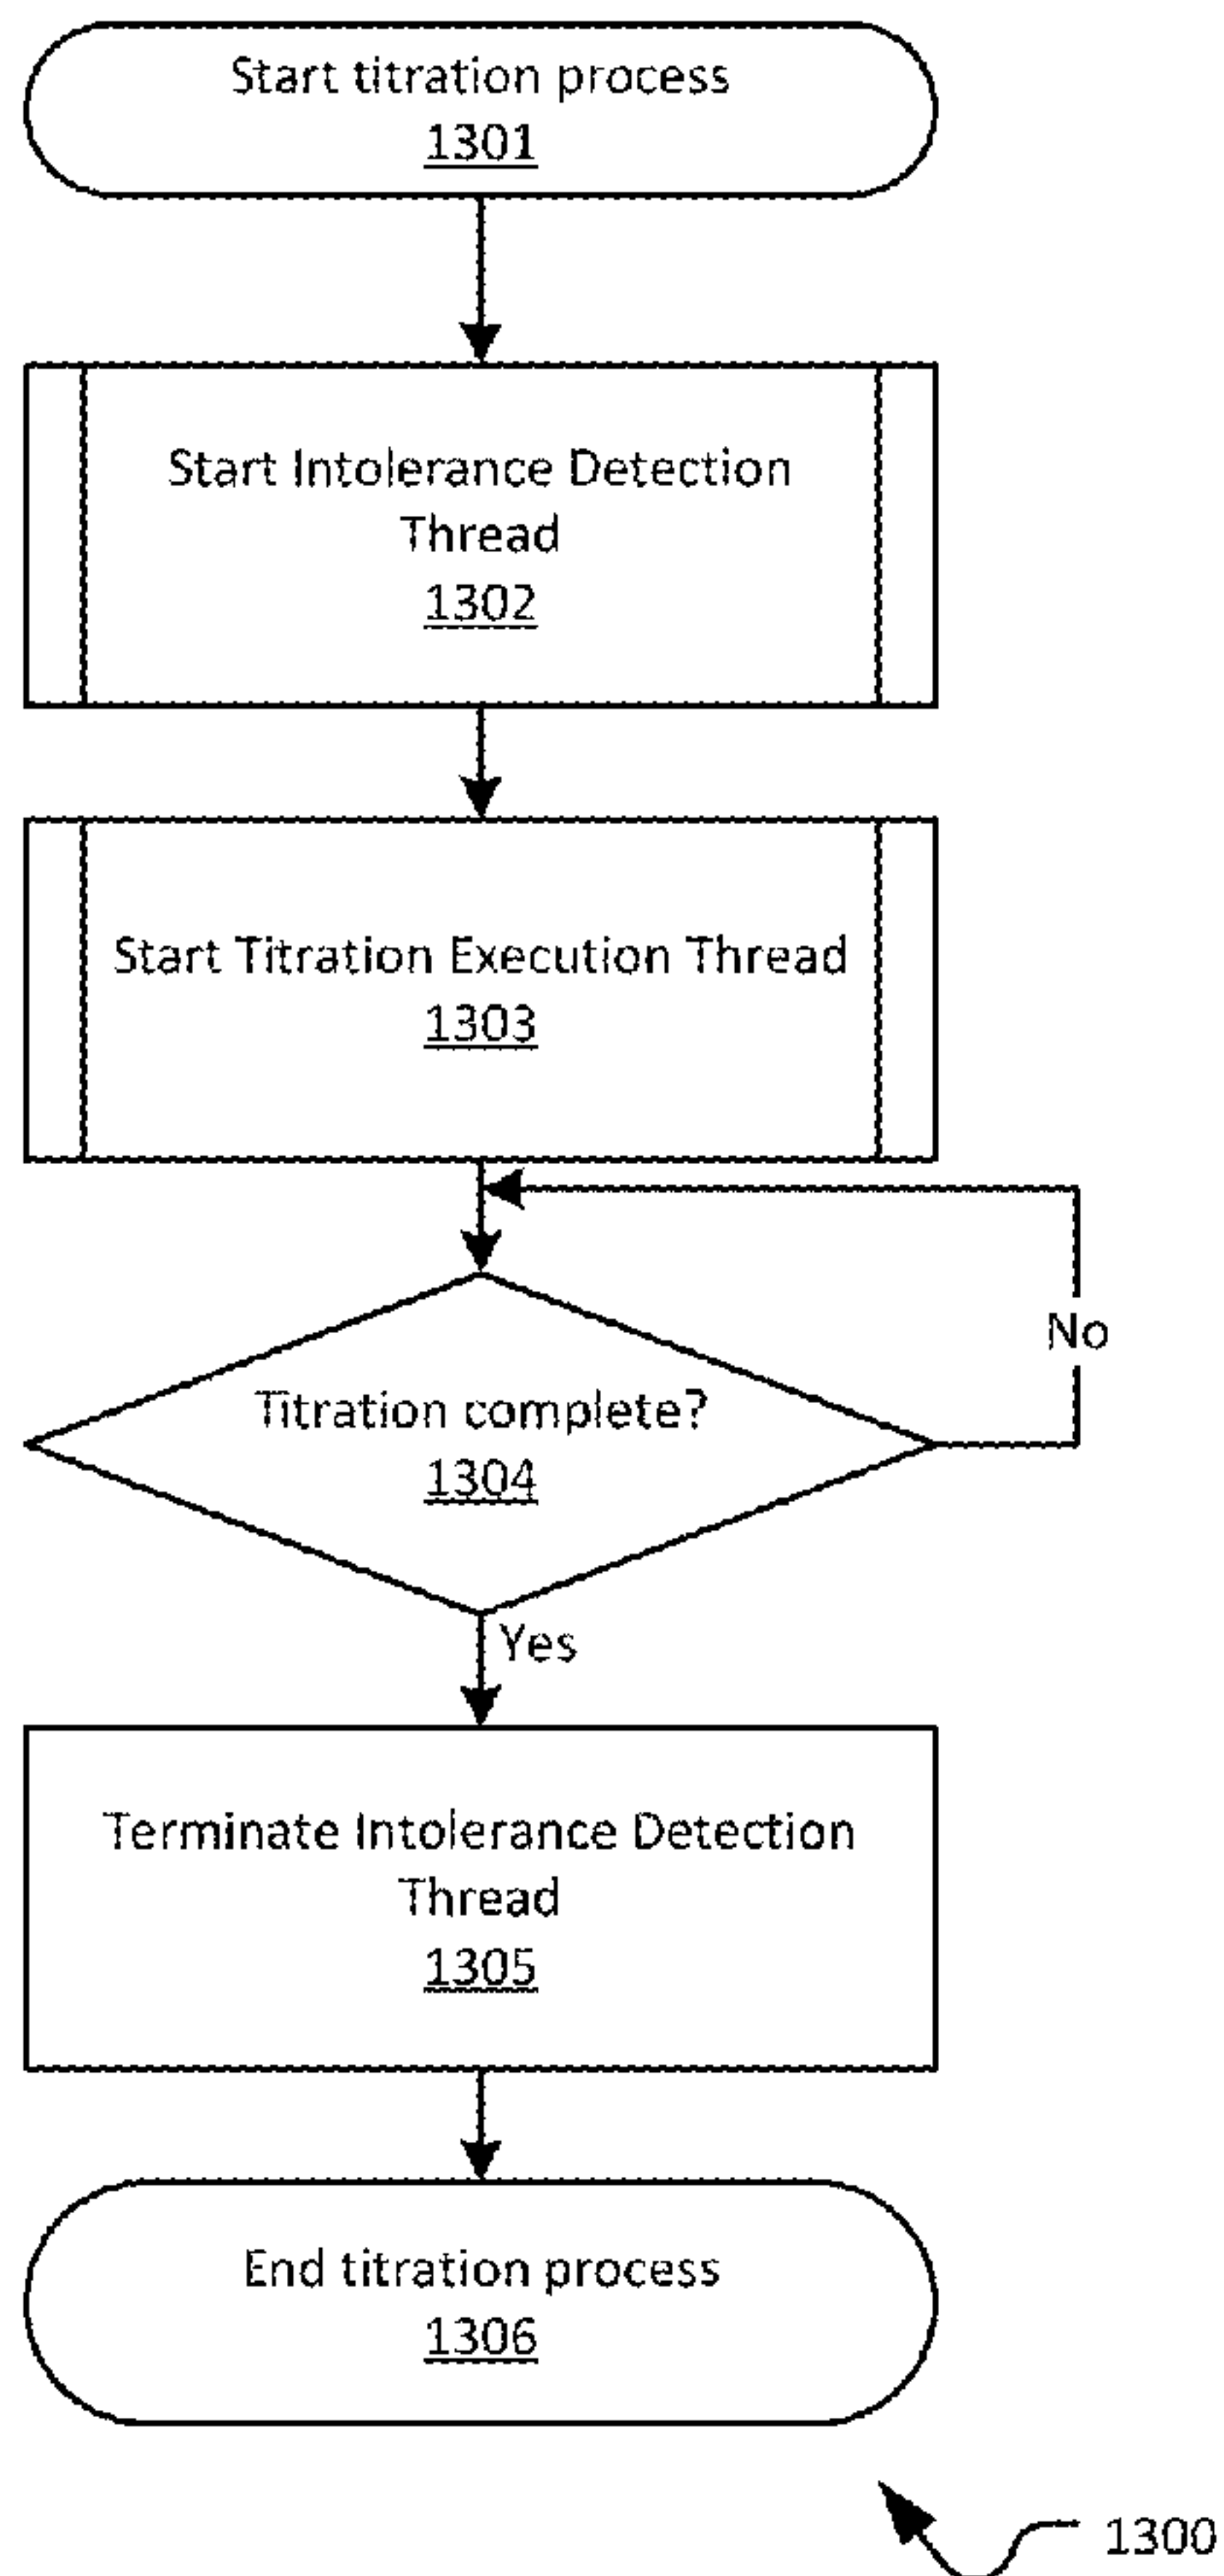 Start titration process
1301
Start Intolerance Detection
Thread
1302
Start Titration Execution Thread
1303
No
Titration complete?
1304
Yes
Terminate Intolerance Detection
Thread
1305
End titration process
1306
1300